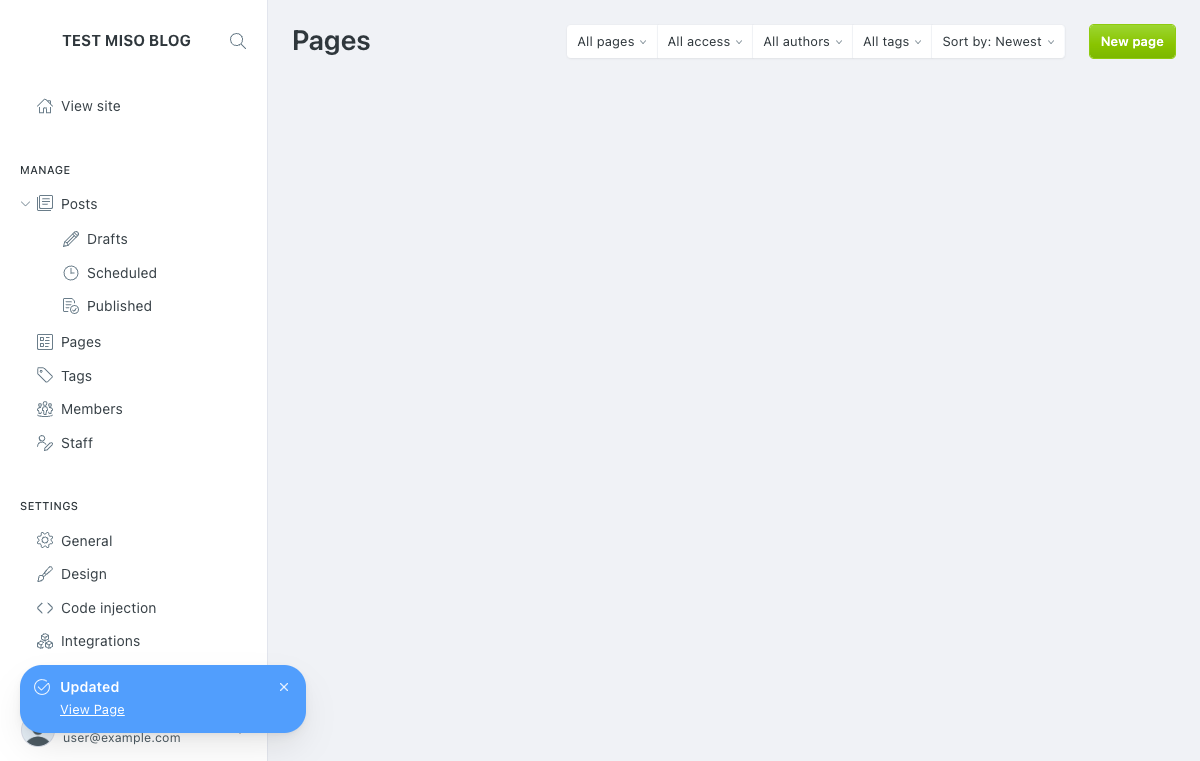 TEST MISO BLOG
View site
MANAGE
Posts
Drafts
Scheduled
Published
Pages
Tags
Members
Staff
SETTINGS
General
Design
Code injection
Integrations
Updated
View Page
user@example.com
Pages
All pages
All access
All authors
All tags
Sort by: Newest
New page